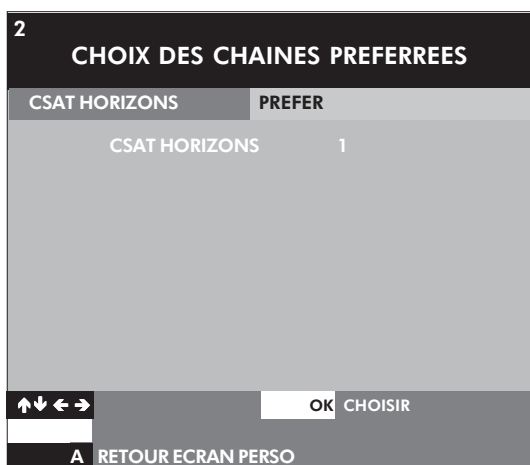 2
CHOIX DES CHAINES PREFERREES
CSAT HORIZONS PREFER
CSAT HORIZONS 1
OK CHOISIR
A RETOUR ECRAN PERSO